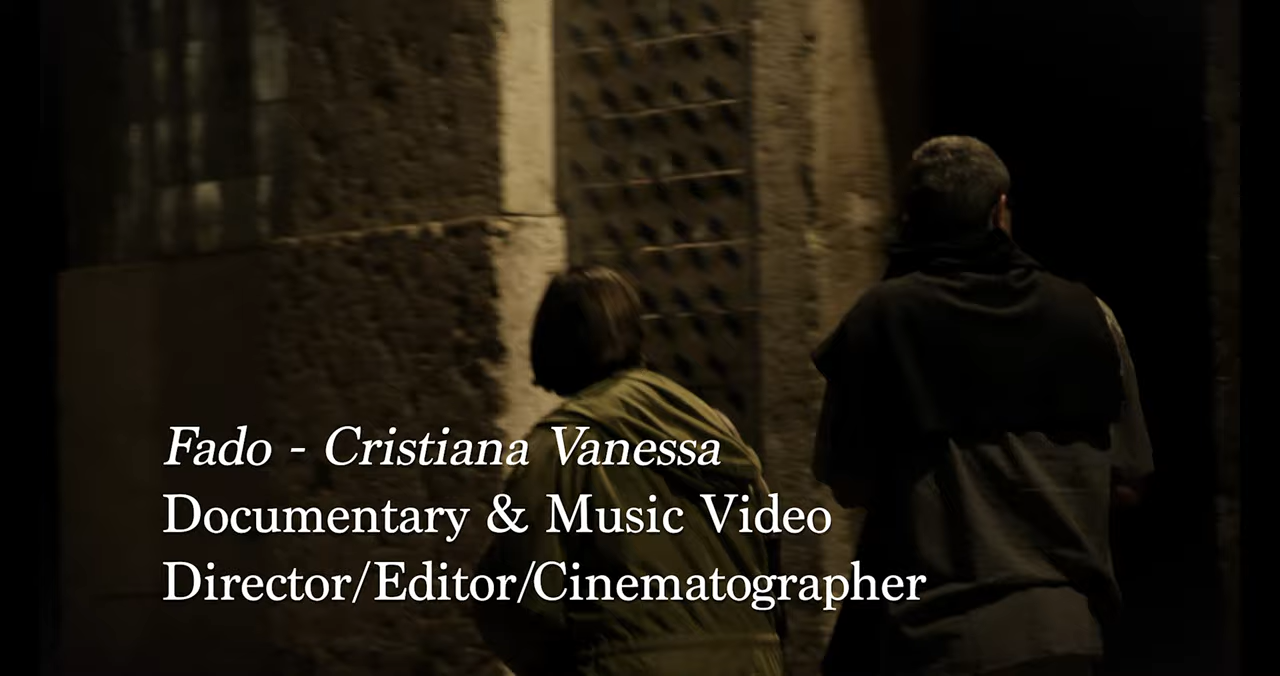 Fado - Cristiana Vanessa
Documentary & Music Video
Director/Editor/Cinematographer